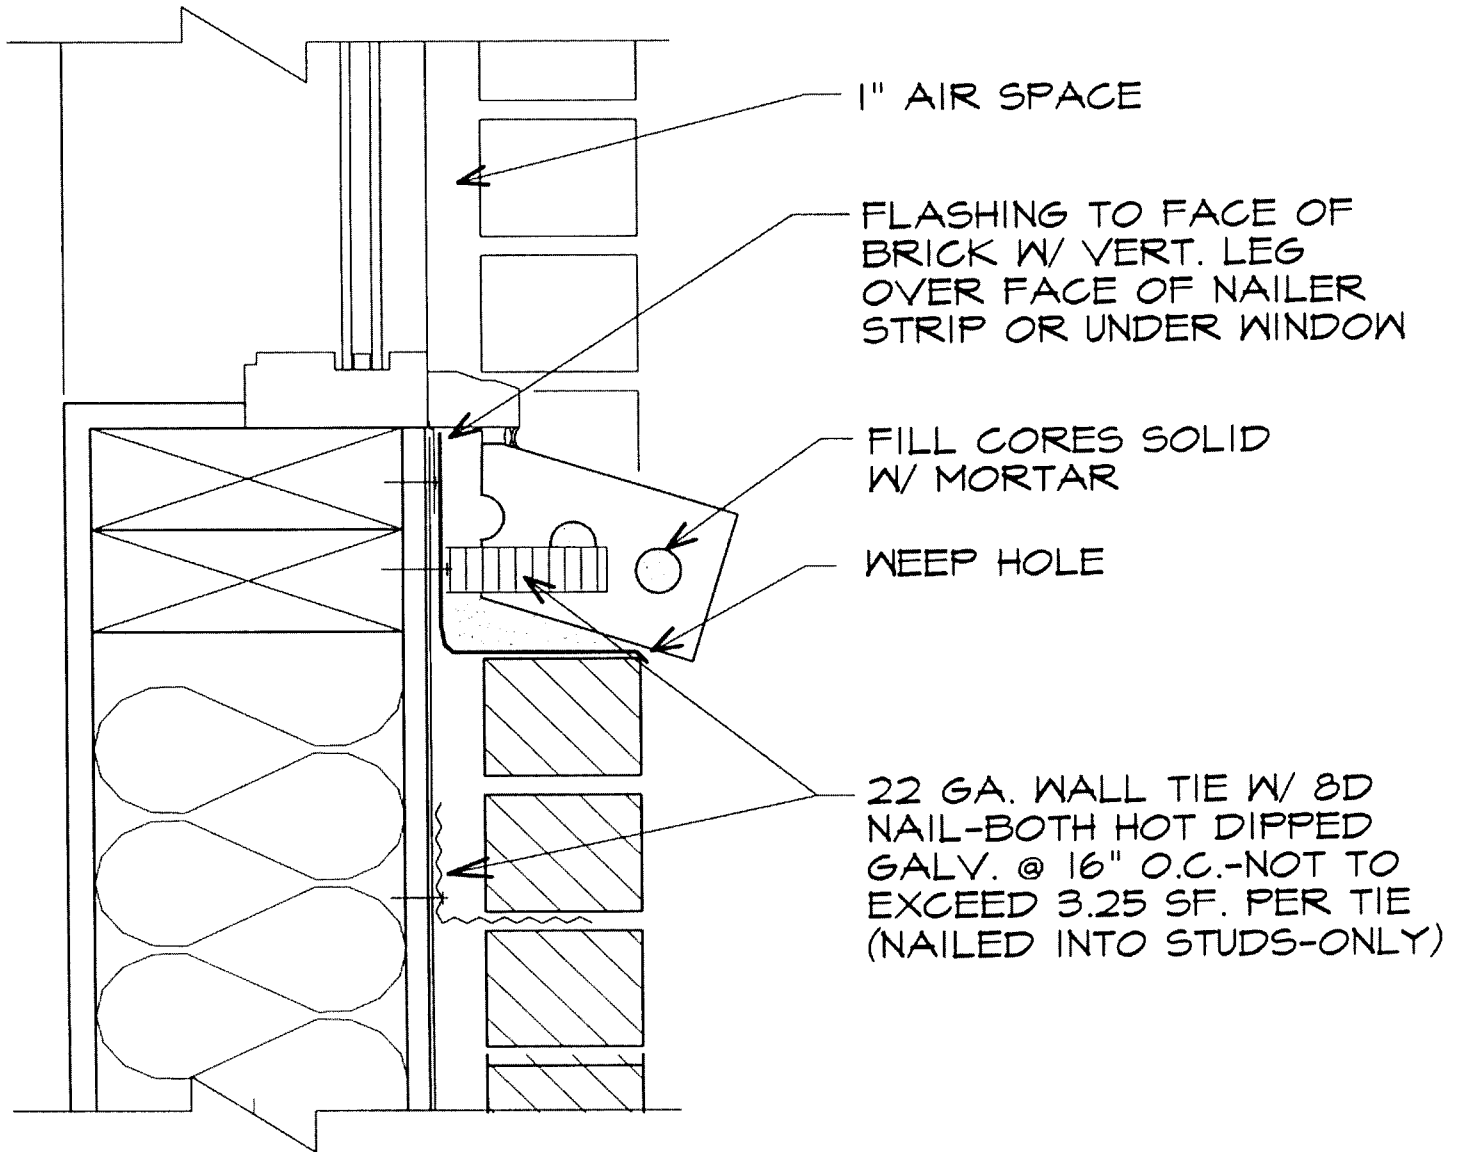 1" AIR SPACE
FLASHING TO FACE OF
BRICK W/ VERT. LEG
OVER FACE OF NAILER
STRIP OR UNDER WINDOW
FILL CORES SOLID
W/ MORTAR
WEEP HOLE
22 GA. WALL TIE W/ 8D
NAIL-BOTH HOT DIPPED
GALV. @ 16" O.C.-NOT TO
EXCEED 3.25 SF. PER TIE
(NAILED INTO STUDS-ONLY)